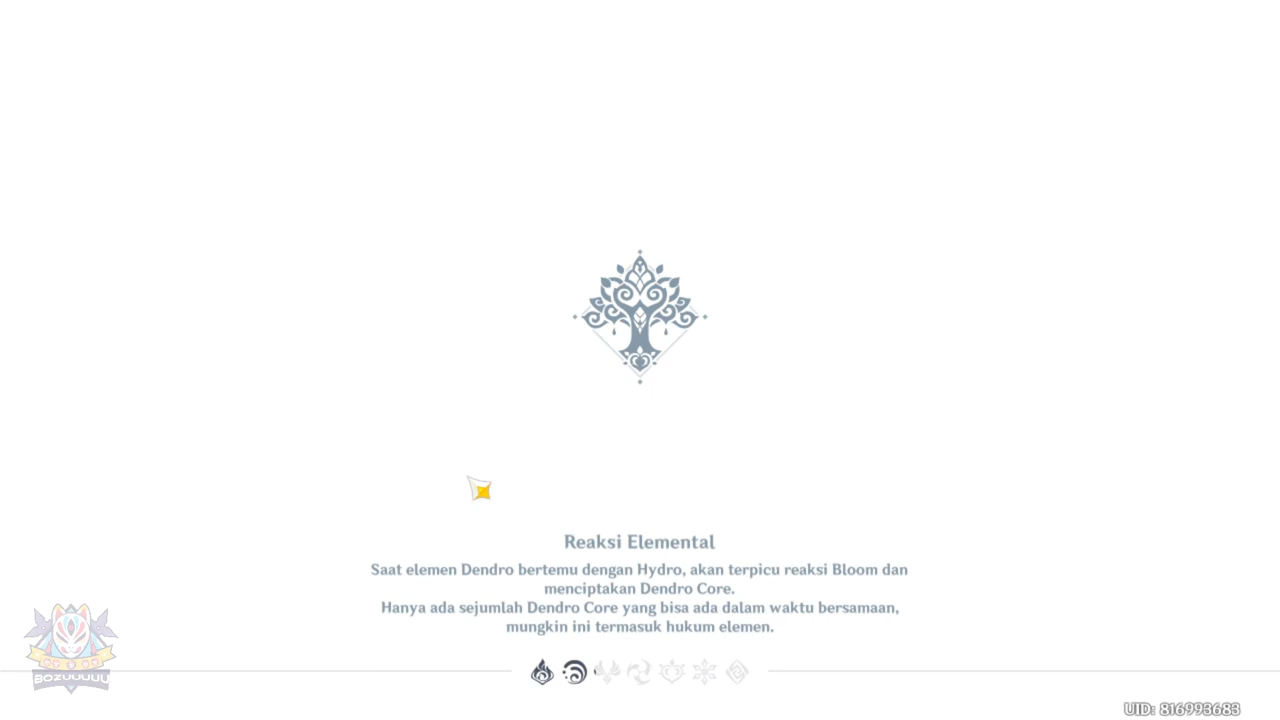 Reaksi Elemental
Saat elemen Dendro bertemu dengan Hydro, akan terpicu reaksi Bloom dan
menciptakan Dendro Core.
Hanya ada sejumlah Dendro Core yang bisa ada dalam waktu bersamaan,
mungkin ini termasuk hukum elemen.
BOZUUUUU
UID: 816993683